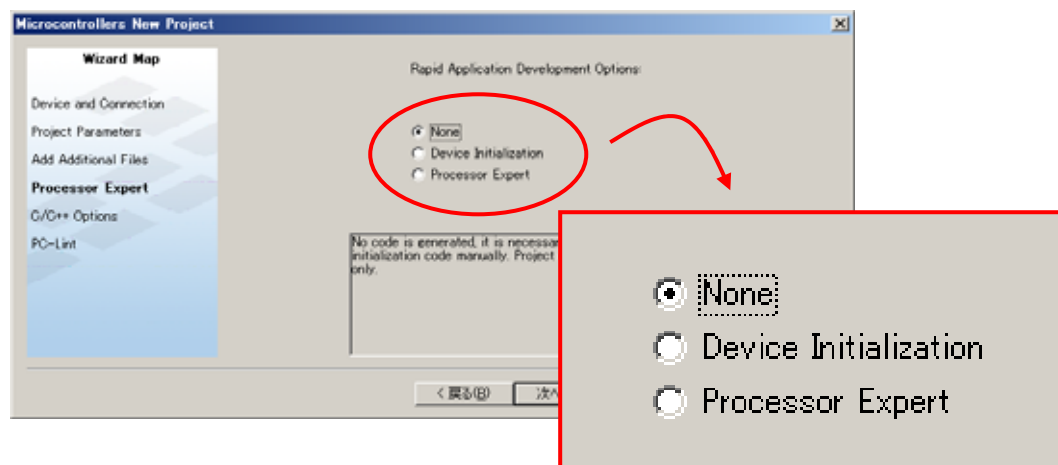 Microcontrollers New Project
Wizard Map
Device and Connection
Project Parameters
Add Additional Files
Processor Expert
C/C++ Options
PC-Lint
Rapid Application Development Options:
None
Device Initialization
Processor Expert
No code is generated, it is necessar
initialization code manually. Project
only.
< 戻る(B)
次へ
None
Device Initialization
Processor Expert